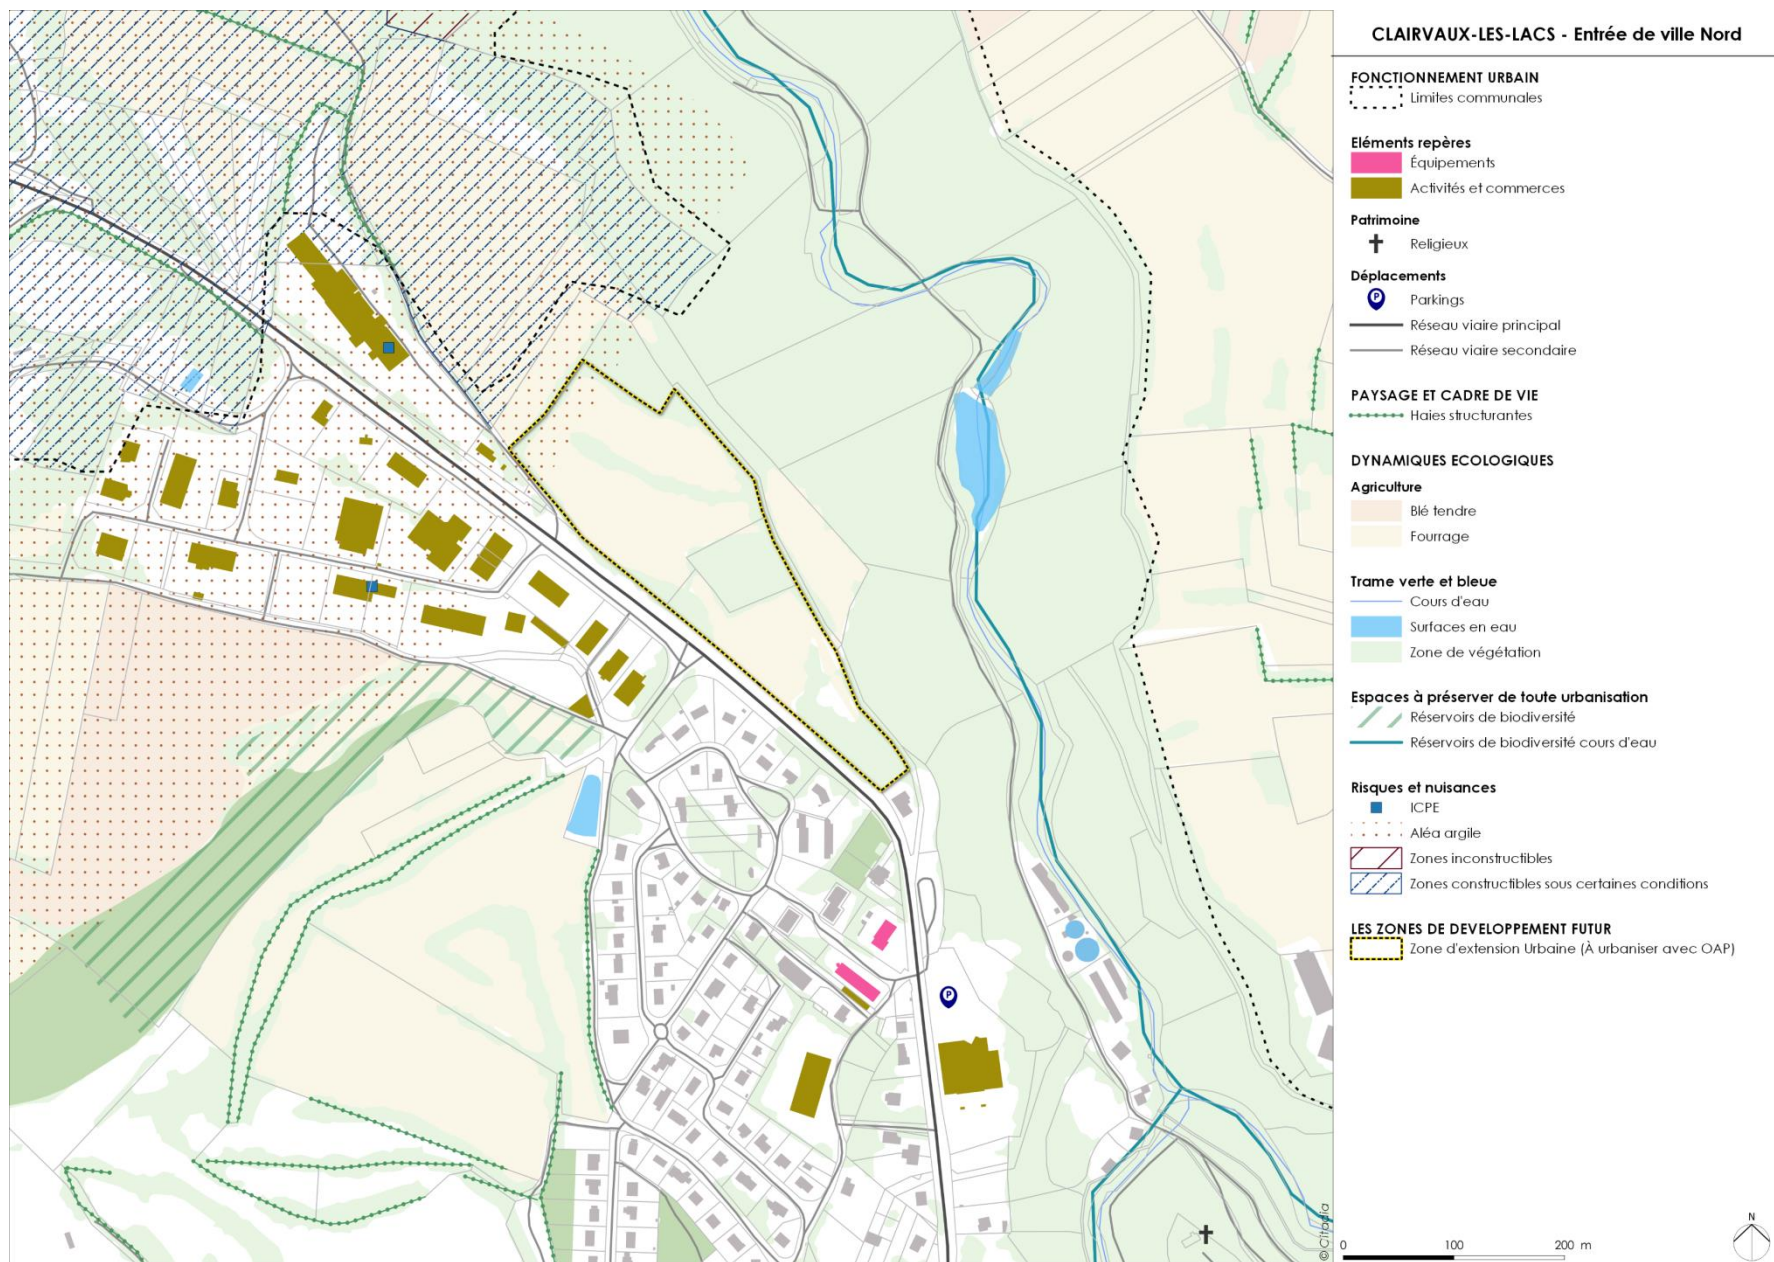 CLAIRVAUX-LES-LACS - Entrée de ville Nord
FONCTIONNEMENT URBAIN
Limites communales
Eléments repères
Équipements
Activités et commerces
Patrimoine
Religieux
Déplacements
P
Parkings
Réseau viaire principal
Réseau viaire secondaire
PAYSAGE ET CADRE DE VIE
Haies structurantes
DYNAMIQUES ECOLOGIQUES
Agriculture
Blé tendre
Fourrage
Trame verte et bleue
Cours d'eau
Surfaces en eau
Zone de végétation
Espaces à préserver de toute urbanisation
Réservoirs de biodiversité
Réservoirs de biodiversité cours d'eau
Risques et nuisances
ICPE
Aléa argile
Zones inconstructibles
Zones constructibles sous certaines conditions
LES ZONES DE DEVELOPPEMENT FUTUR
Zone d'extension Urbaine (À urbaniser avec OAP)
P
© Citadia
N
0 100 200 m